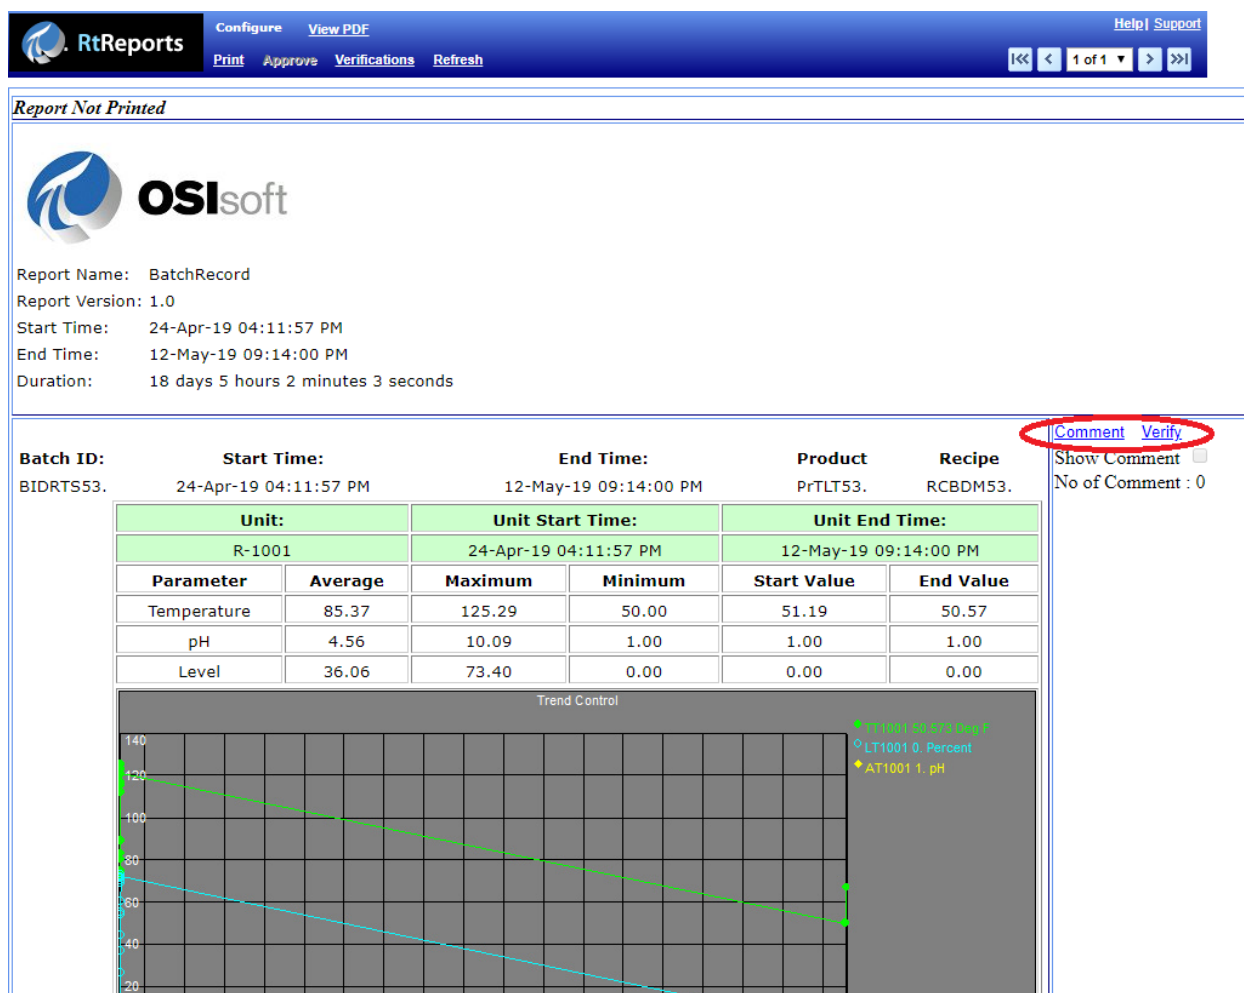 RtReports
Configure View PDF
Help| Support
Print Approve Verifications Refresh
1 of 1
Report Not Printed
OSIsoft
Report Name: BatchRecord
Report Version: 1.0
Start Time: 24-Apr-19 04:11:57 PM
End Time: 12-May-19 09:14:00 PM
Duration: 18 days 5 hours 2 minutes 3 seconds
Comment Verify
Show Comment
No of Comment : 0
Batch ID: Start Time: End Time: Product Recipe
BIDRTS53. 24-Apr-19 04:11:57 PM 12-May-19 09:14:00 PM PrTLT53. RCBDM53.
Unit: Unit Start Time: Unit End Time:
R-1001 24-Apr-19 04:11:57 PM 12-May-19 09:14:00 PM
Parameter Average Maximum Minimum Start Value End Value
Temperature 85.37 125.29 50.00 51.19 50.57
pH 4.56 10.09 1.00 1.00 1.00
Level 36.06 73.40 0.00 0.00 0.00
Trend Control
TT1001 50.573 Deg F
LT1001 0. Percent
AT1001 1. pH
140
120
100
80
60
40
20